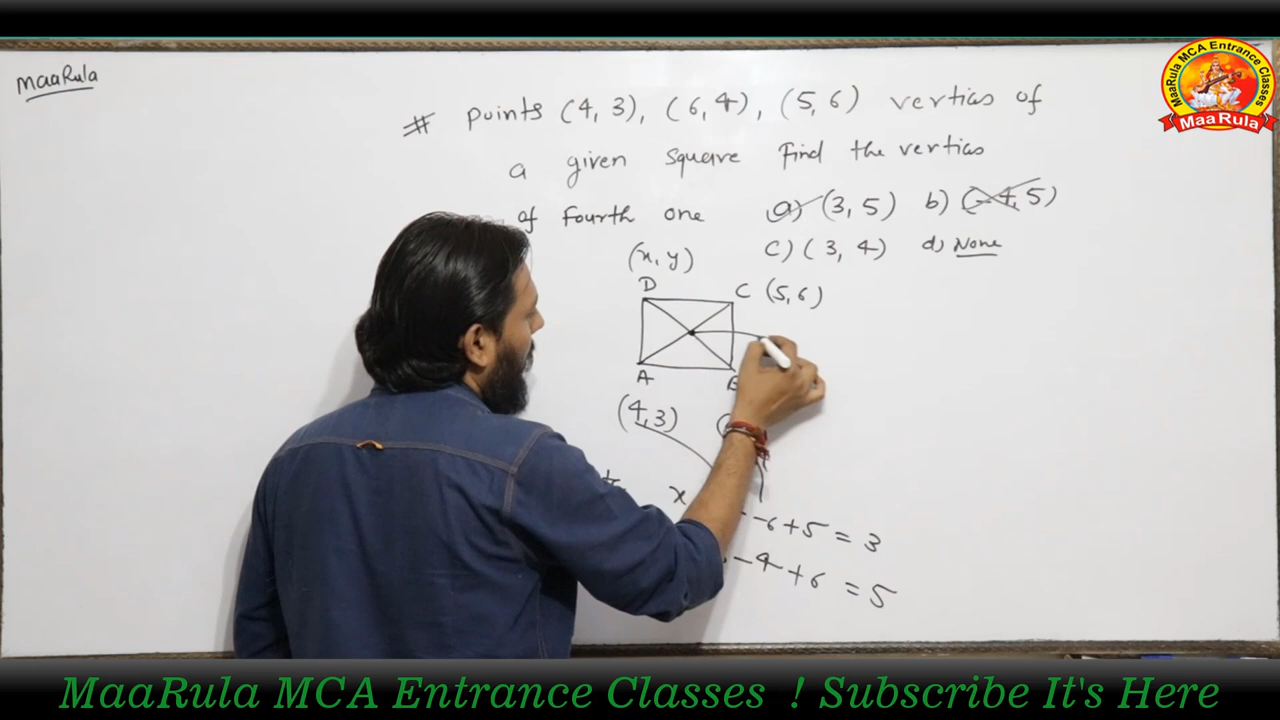 MaaRula
# Points (4, 3), (6, 4), (5, 6) vertias of
a given square Find the vertias
of Fourth one a) (3, 5) b) (-4, 5)
c) (3, 4) d) None
(x, y)
D C (5, 6)
A B
(4, 3)
x -6+5 = 3
-4+6 = 5
MaaRula MCA Entrance Classes
MaaRula
MaaRula MCA Entrance Classes ! Subscribe It's Here